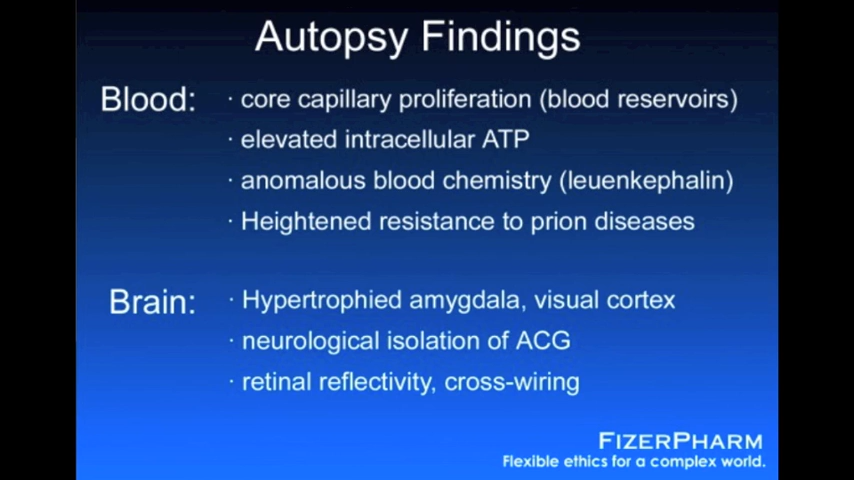 Autopsy Findings
Blood: · core capillary proliferation (blood reservoirs)
· elevated intracellular ATP
· anomalous blood chemistry (leuenkephalin)
· Heightened resistance to prion diseases
Brain: · Hypertrophied amygdala, visual cortex
· neurological isolation of ACG
· retinal reflectivity, cross-wiring
FIZERPHARM
Flexible ethics for a complex world.